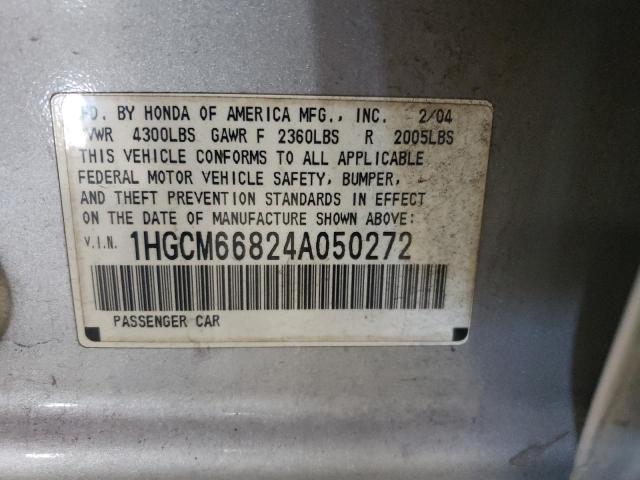 FD. BY HONDA OF AMERICA MFG., INC. 2/04
VWR 4300LBS GAWR F 2360LBS R 2005LBS
THIS VEHICLE CONFORMS TO ALL APPLICABLE
FEDERAL MOTOR VEHICLE SAFETY, BUMPER,
AND THEFT PREVENTION STANDARDS IN EFFECT
ON THE DATE OF MANUFACTURE SHOWN ABOVE:
V.I.N. 1HGCM66824A050272
PASSENGER CAR